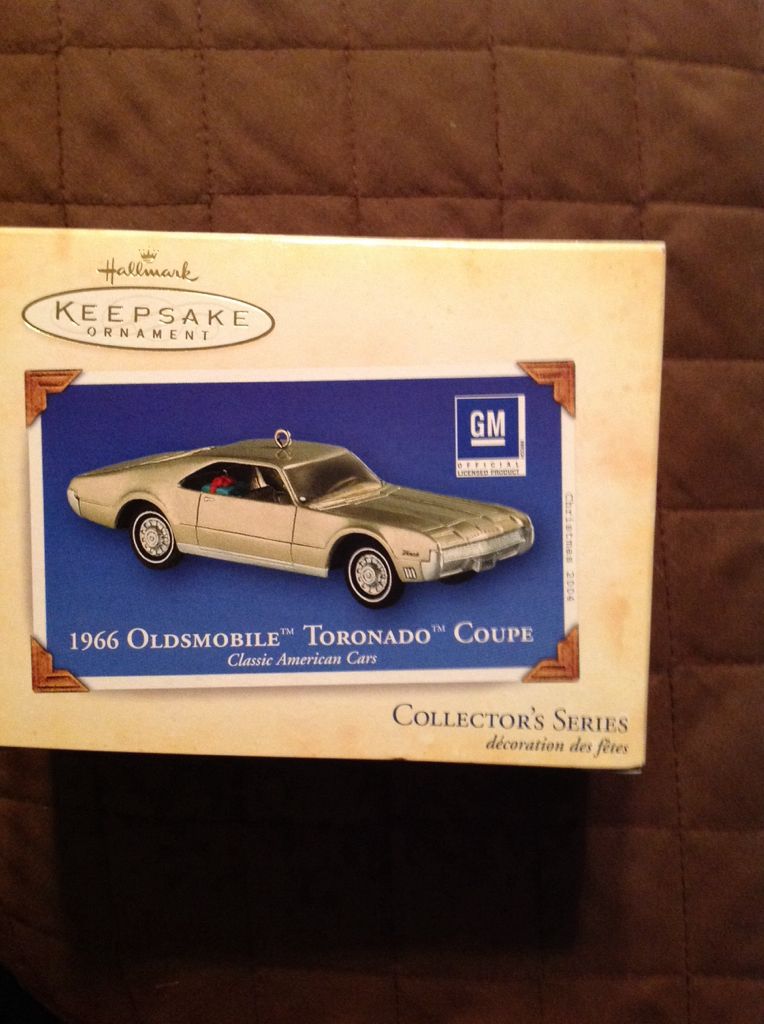 Hallmark
KEEPSAKE
ORNAMENT
GM
OFFICIAL
LICENSED PRODUCT
Christmas 2004
1966 OLDSMOBILE™ TORONADO™ COUPE
Classic American Cars
COLLECTOR'S SERIES
décoration des fêtes